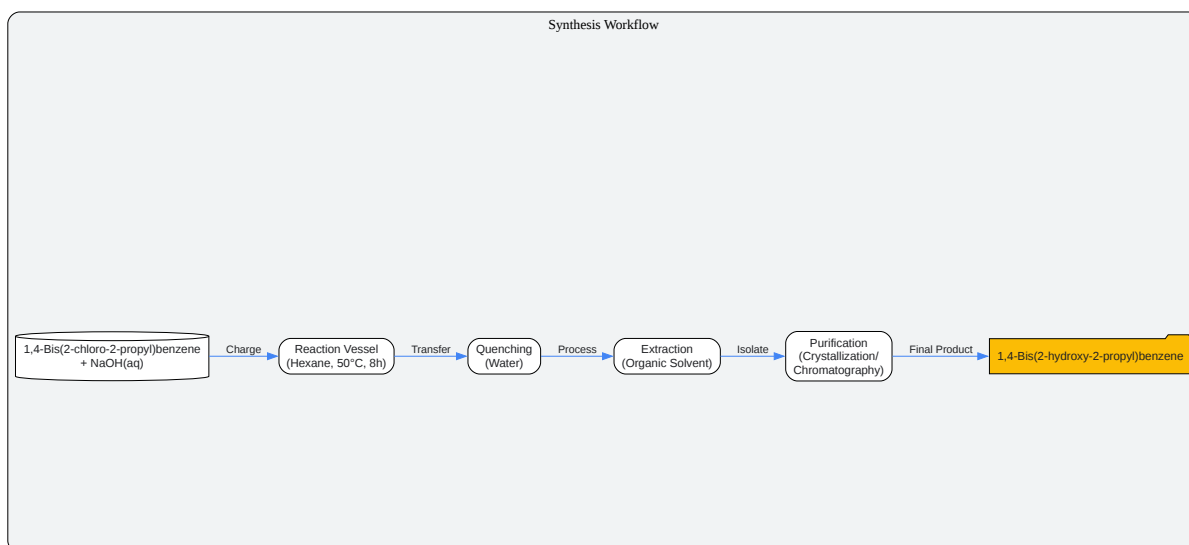 Synthesis Workflow
1,4-Bis(2-chloro-2-propyl)benzene
+ NaOH(aq)
Charge
Reaction Vessel
(Hexane, 50°C, 8h)
Transfer
Quenching
(Water)
Process
Extraction
(Organic Solvent)
Isolate
Purification
(Crystallization/
Chromatography)
Final Product
1,4-Bis(2-hydroxy-2-propyl)benzene